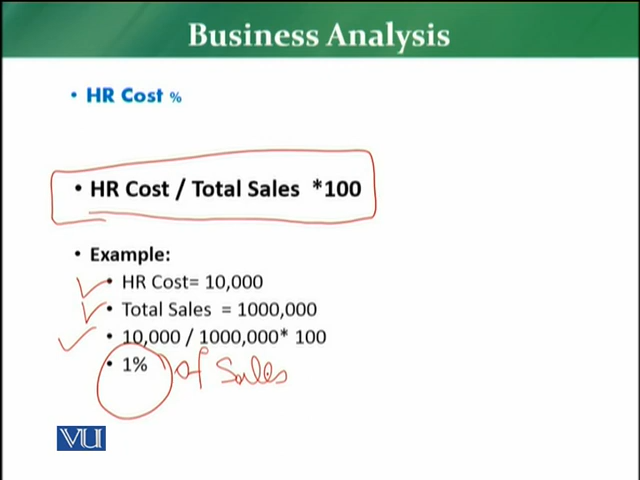 Business Analysis
• HR Cost %
• HR Cost / Total Sales *100
• Example:
• HR Cost= 10,000
• Total Sales = 1000,000
• 10,000 / 1000,000* 100
• 1% of Sales
VU